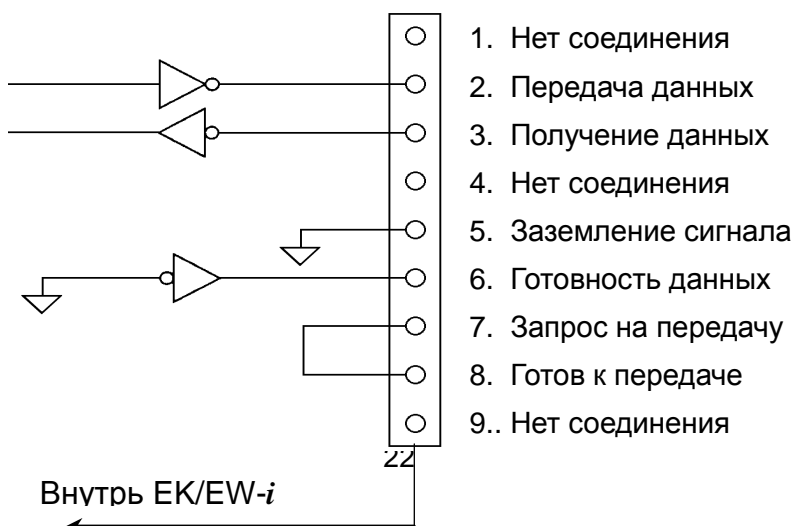 1. Нет соединения
2. Передача данных
3. Получение данных
4. Нет соединения
5. Заземление сигнала
6. Готовность данных
7. Запрос на передачу
8. Готов к передаче
9.. Нет соединения
22
Внутрь EK/EW-i